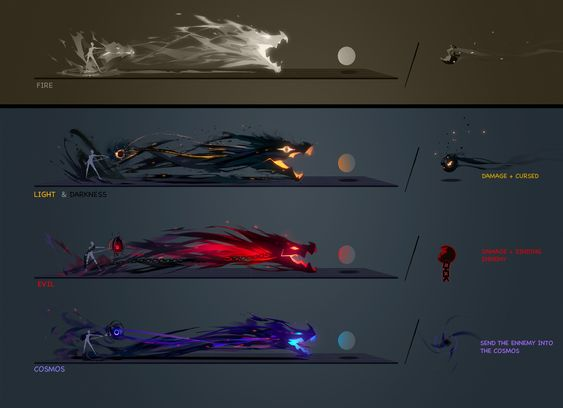 FIRE
LIGHT & DARKNESS
DAMAGE + CURSED
EVIL
DAMAGE + BINDING
ENNEMY
COSMOS
SEND THE ENNEMY INTO
THE COSMOS